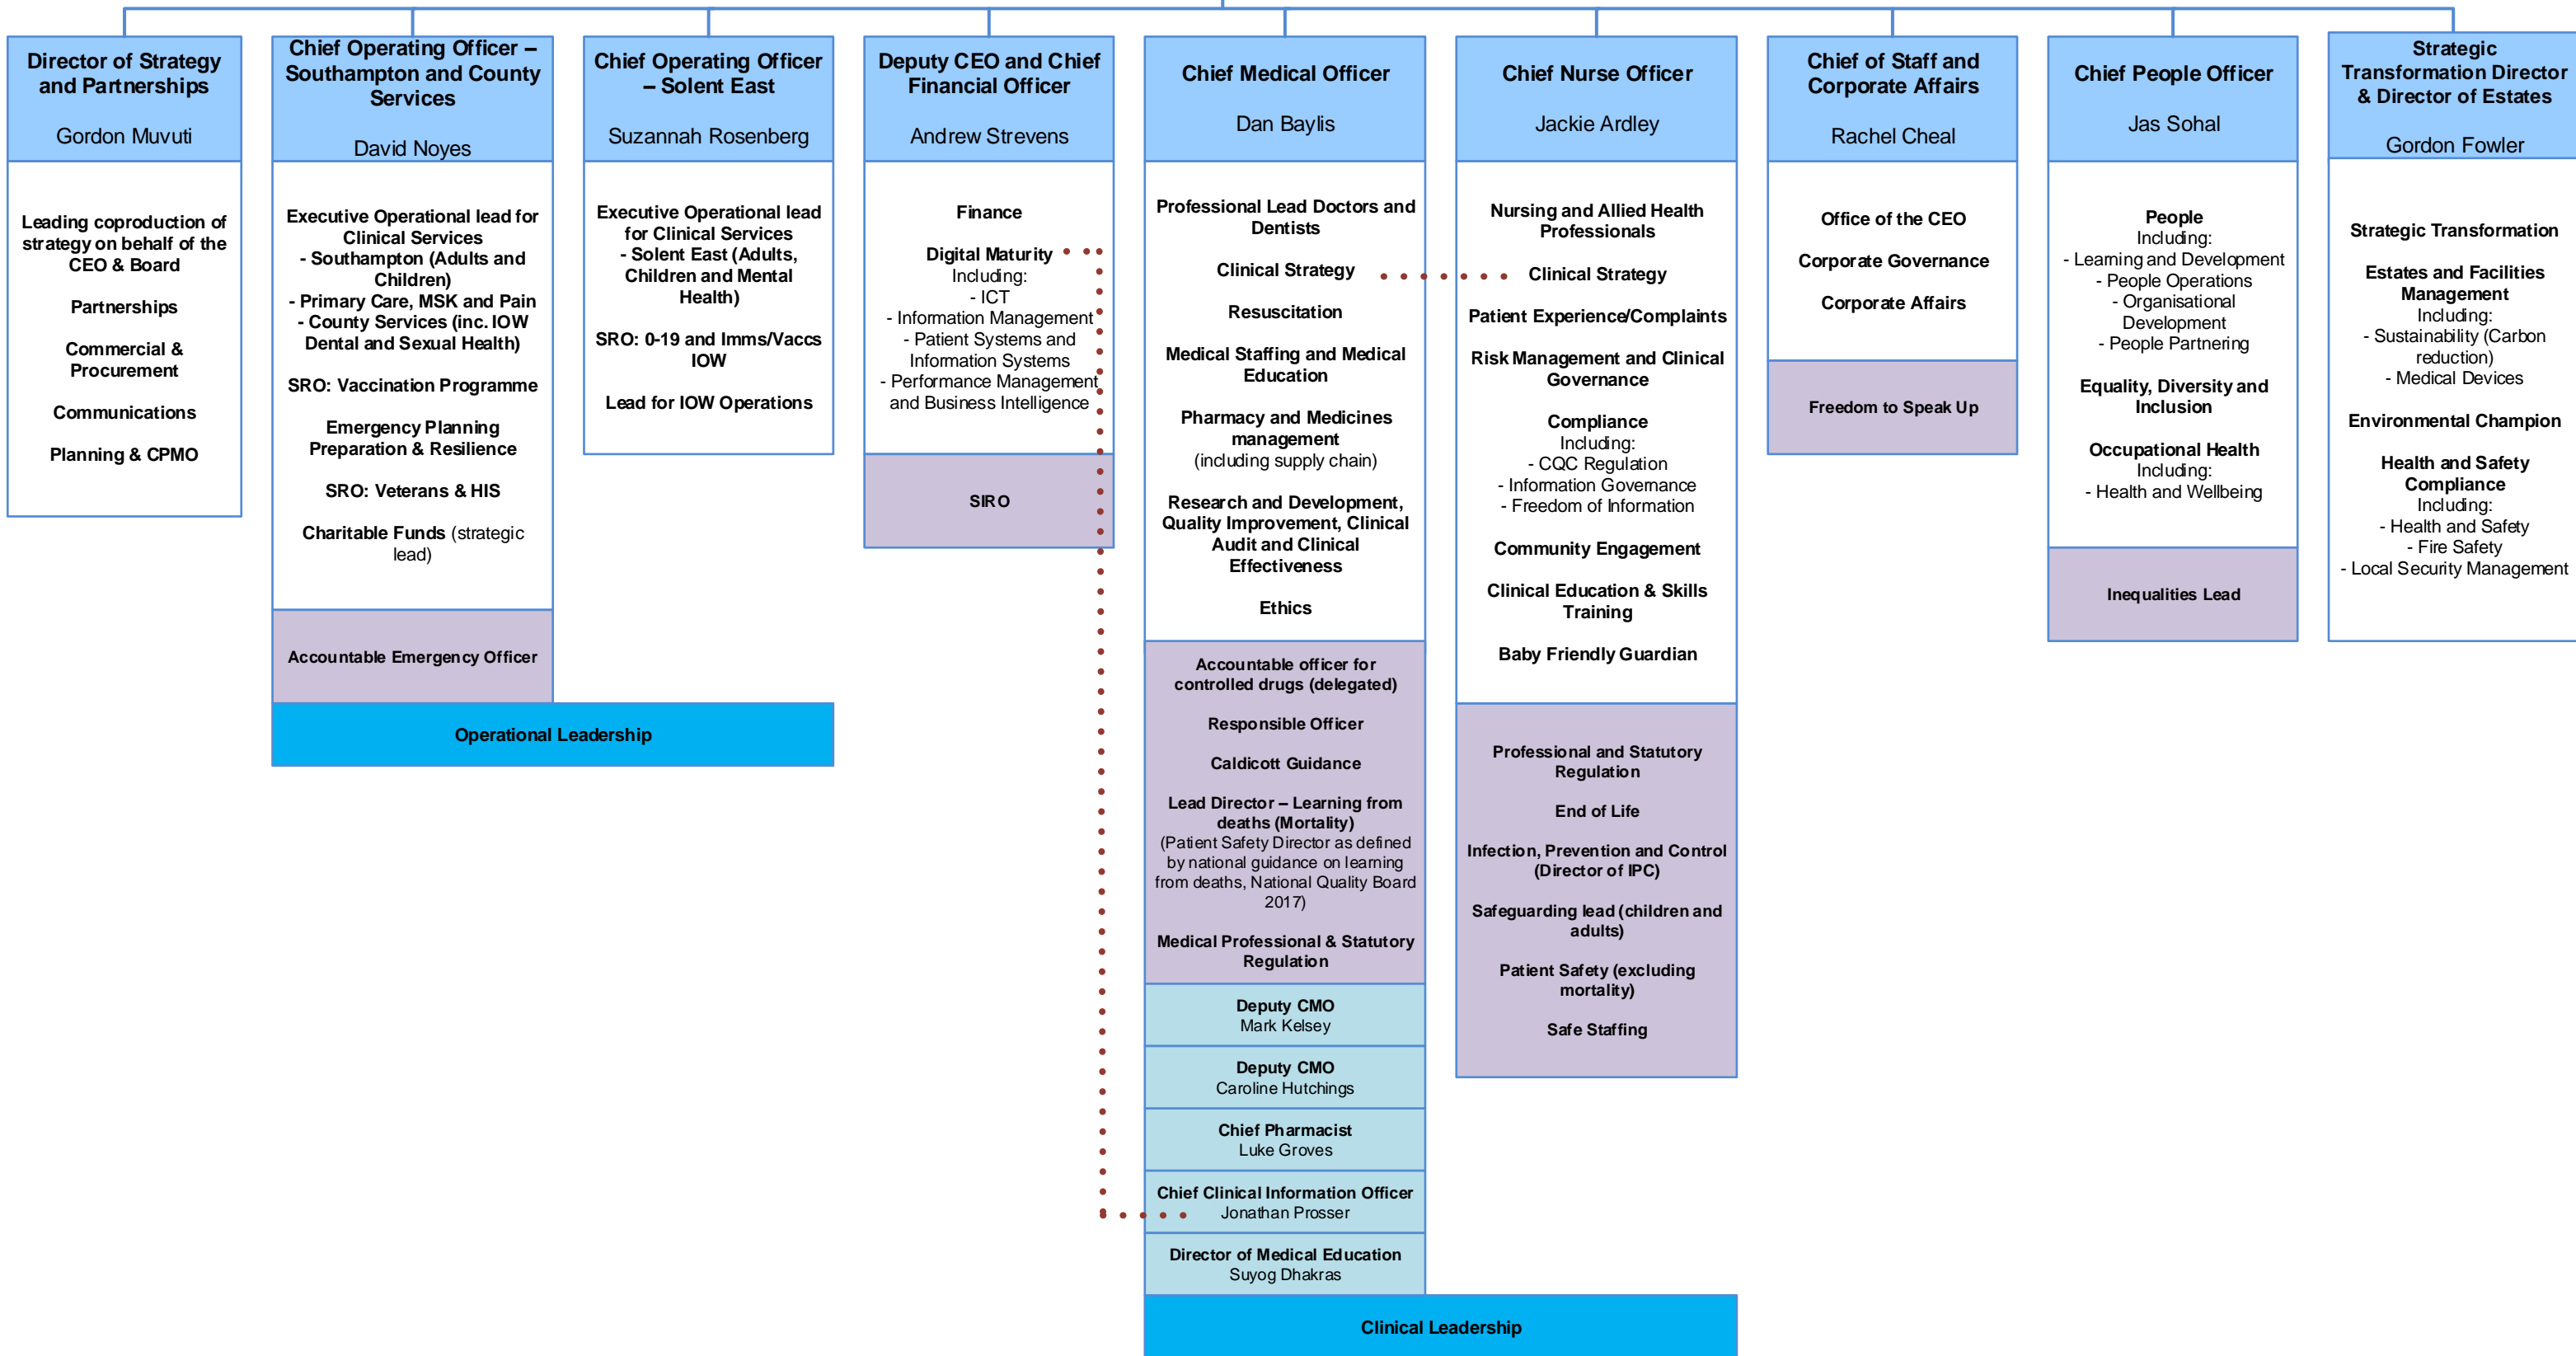 Director of Strategy
and Partnerships
Gordon Muvuti
Leading coproduction of
strategy on behalf of the
CEO & Board
Partnerships
Commercial &
Procurement
Communications
Planning & CPMO
Chief Operating Officer –
Southampton and County
Services
David Noyes
Executive Operational lead for
Clinical Services
- Southampton (Adults and
Children)
- Primary Care, MSK and Pain
- County Services (inc. IOW
Dental and Sexual Health)
SRO: Vaccination Programme
Emergency Planning
Preparation & Resilience
SRO: Veterans & HIS
Charitable Funds (strategic
lead)
Accountable Emergency Officer
Chief Operating Officer
– Solent East
Suzannah Rosenberg
Executive Operational lead
for Clinical Services
- Solent East (Adults,
Children and Mental
Health)
SRO: 0-19 and Imms/Vaccs
IOW
Lead for IOW Operations
Operational Leadership
Deputy CEO and Chief
Financial Officer
Andrew Strevens
Finance
Digital Maturity
Including:
- ICT
- Information Management
- Patient Systems and
Information Systems
- Performance Management
and Business Intelligence
SIRO
Chief Medical Officer
Dan Baylis
Professional Lead Doctors and
Dentists
Clinical Strategy
Resuscitation
Medical Staffing and Medical
Education
Pharmacy and Medicines
management
(including supply chain)
Research and Development,
Quality Improvement, Clinical
Audit and Clinical
Effectiveness
Ethics
Accountable officer for
controlled drugs (delegated)
Responsible Officer
Caldicott Guidance
Lead Director – Learning from
deaths (Mortality)
(Patient Safety Director as defined
by national guidance on learning
from deaths, National Quality Board
2017)
Medical Professional & Statutory
Regulation
Deputy CMO
Mark Kelsey
Deputy CMO
Caroline Hutchings
Chief Pharmacist
Luke Groves
Chief Clinical Information Officer
Jonathan Prosser
Director of Medical Education
Suyog Dhakras
Chief Nurse Officer
Jackie Ardley
Nursing and Allied Health
Professionals
Clinical Strategy
Patient Experience/Complaints
Risk Management and Clinical
Governance
Compliance
Including:
- CQC Regulation
- Information Governance
- Freedom of Information
Community Engagement
Clinical Education & Skills
Training
Baby Friendly Guardian
Professional and Statutory
Regulation
End of Life
Infection, Prevention and Control
(Director of IPC)
Safeguarding lead (children and
adults)
Patient Safety (excluding
mortality)
Safe Staffing
Clinical Leadership
Chief of Staff and
Corporate Affairs
Rachel Cheal
Office of the CEO
Corporate Governance
Corporate Affairs
Freedom to Speak Up
Chief People Officer
Jas Sohal
People
Including:
- Learning and Development
- People Operations
- Organisational
Development
- People Partnering
Equality, Diversity and
Inclusion
Occupational Health
Including:
- Health and Wellbeing
Inequalities Lead
Strategic
Transformation Director
& Director of Estates
Gordon Fowler
Strategic Transformation
Estates and Facilities
Management
Including:
- Sustainability (Carbon
reduction)
- Medical Devices
Environmental Champion
Health and Safety
Compliance
Including:
- Health and Safety
- Fire Safety
- Local Security Management